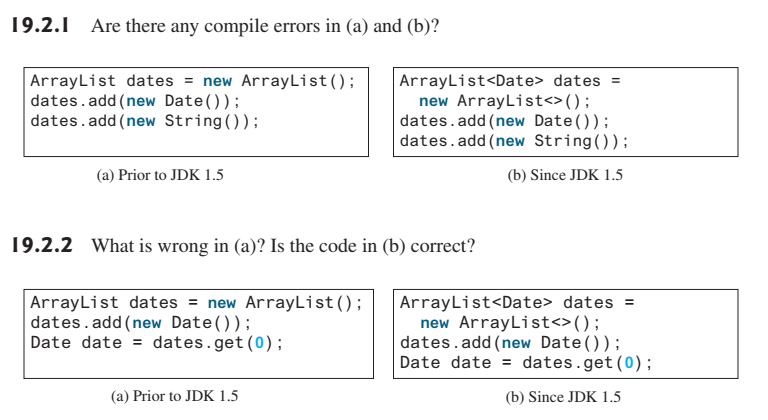 19.2.1 Are there any compile errors in (a) and (b)?
ArrayList dates = new ArrayList();
dates.add(new Date());
dates.add(new String());
(a) Prior to JDK 1.5
ArrayList<Date> dates =
  new ArrayList<>();
dates.add(new Date());
dates.add(new String());
(b) Since JDK 1.5
19.2.2 What is wrong in (a)? Is the code in (b) correct?
ArrayList dates = new ArrayList();
dates.add(new Date());
Date date = dates.get(0);
(a) Prior to JDK 1.5
ArrayList<Date> dates =
  new ArrayList<>();
dates.add(new Date());
Date date = dates.get(0);
(b) Since JDK 1.5